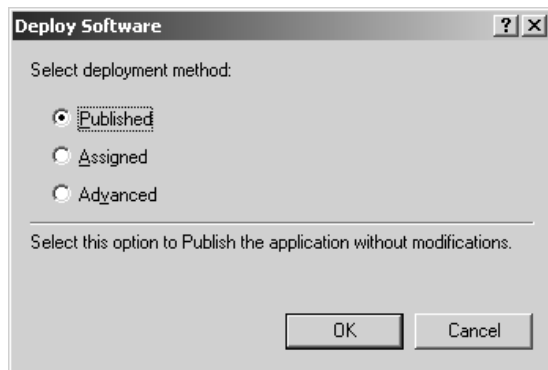 Deploy Software
Select deployment method:
Published
Assigned
Advanced
Select this option to Publish the application without modifications.
OK Cancel